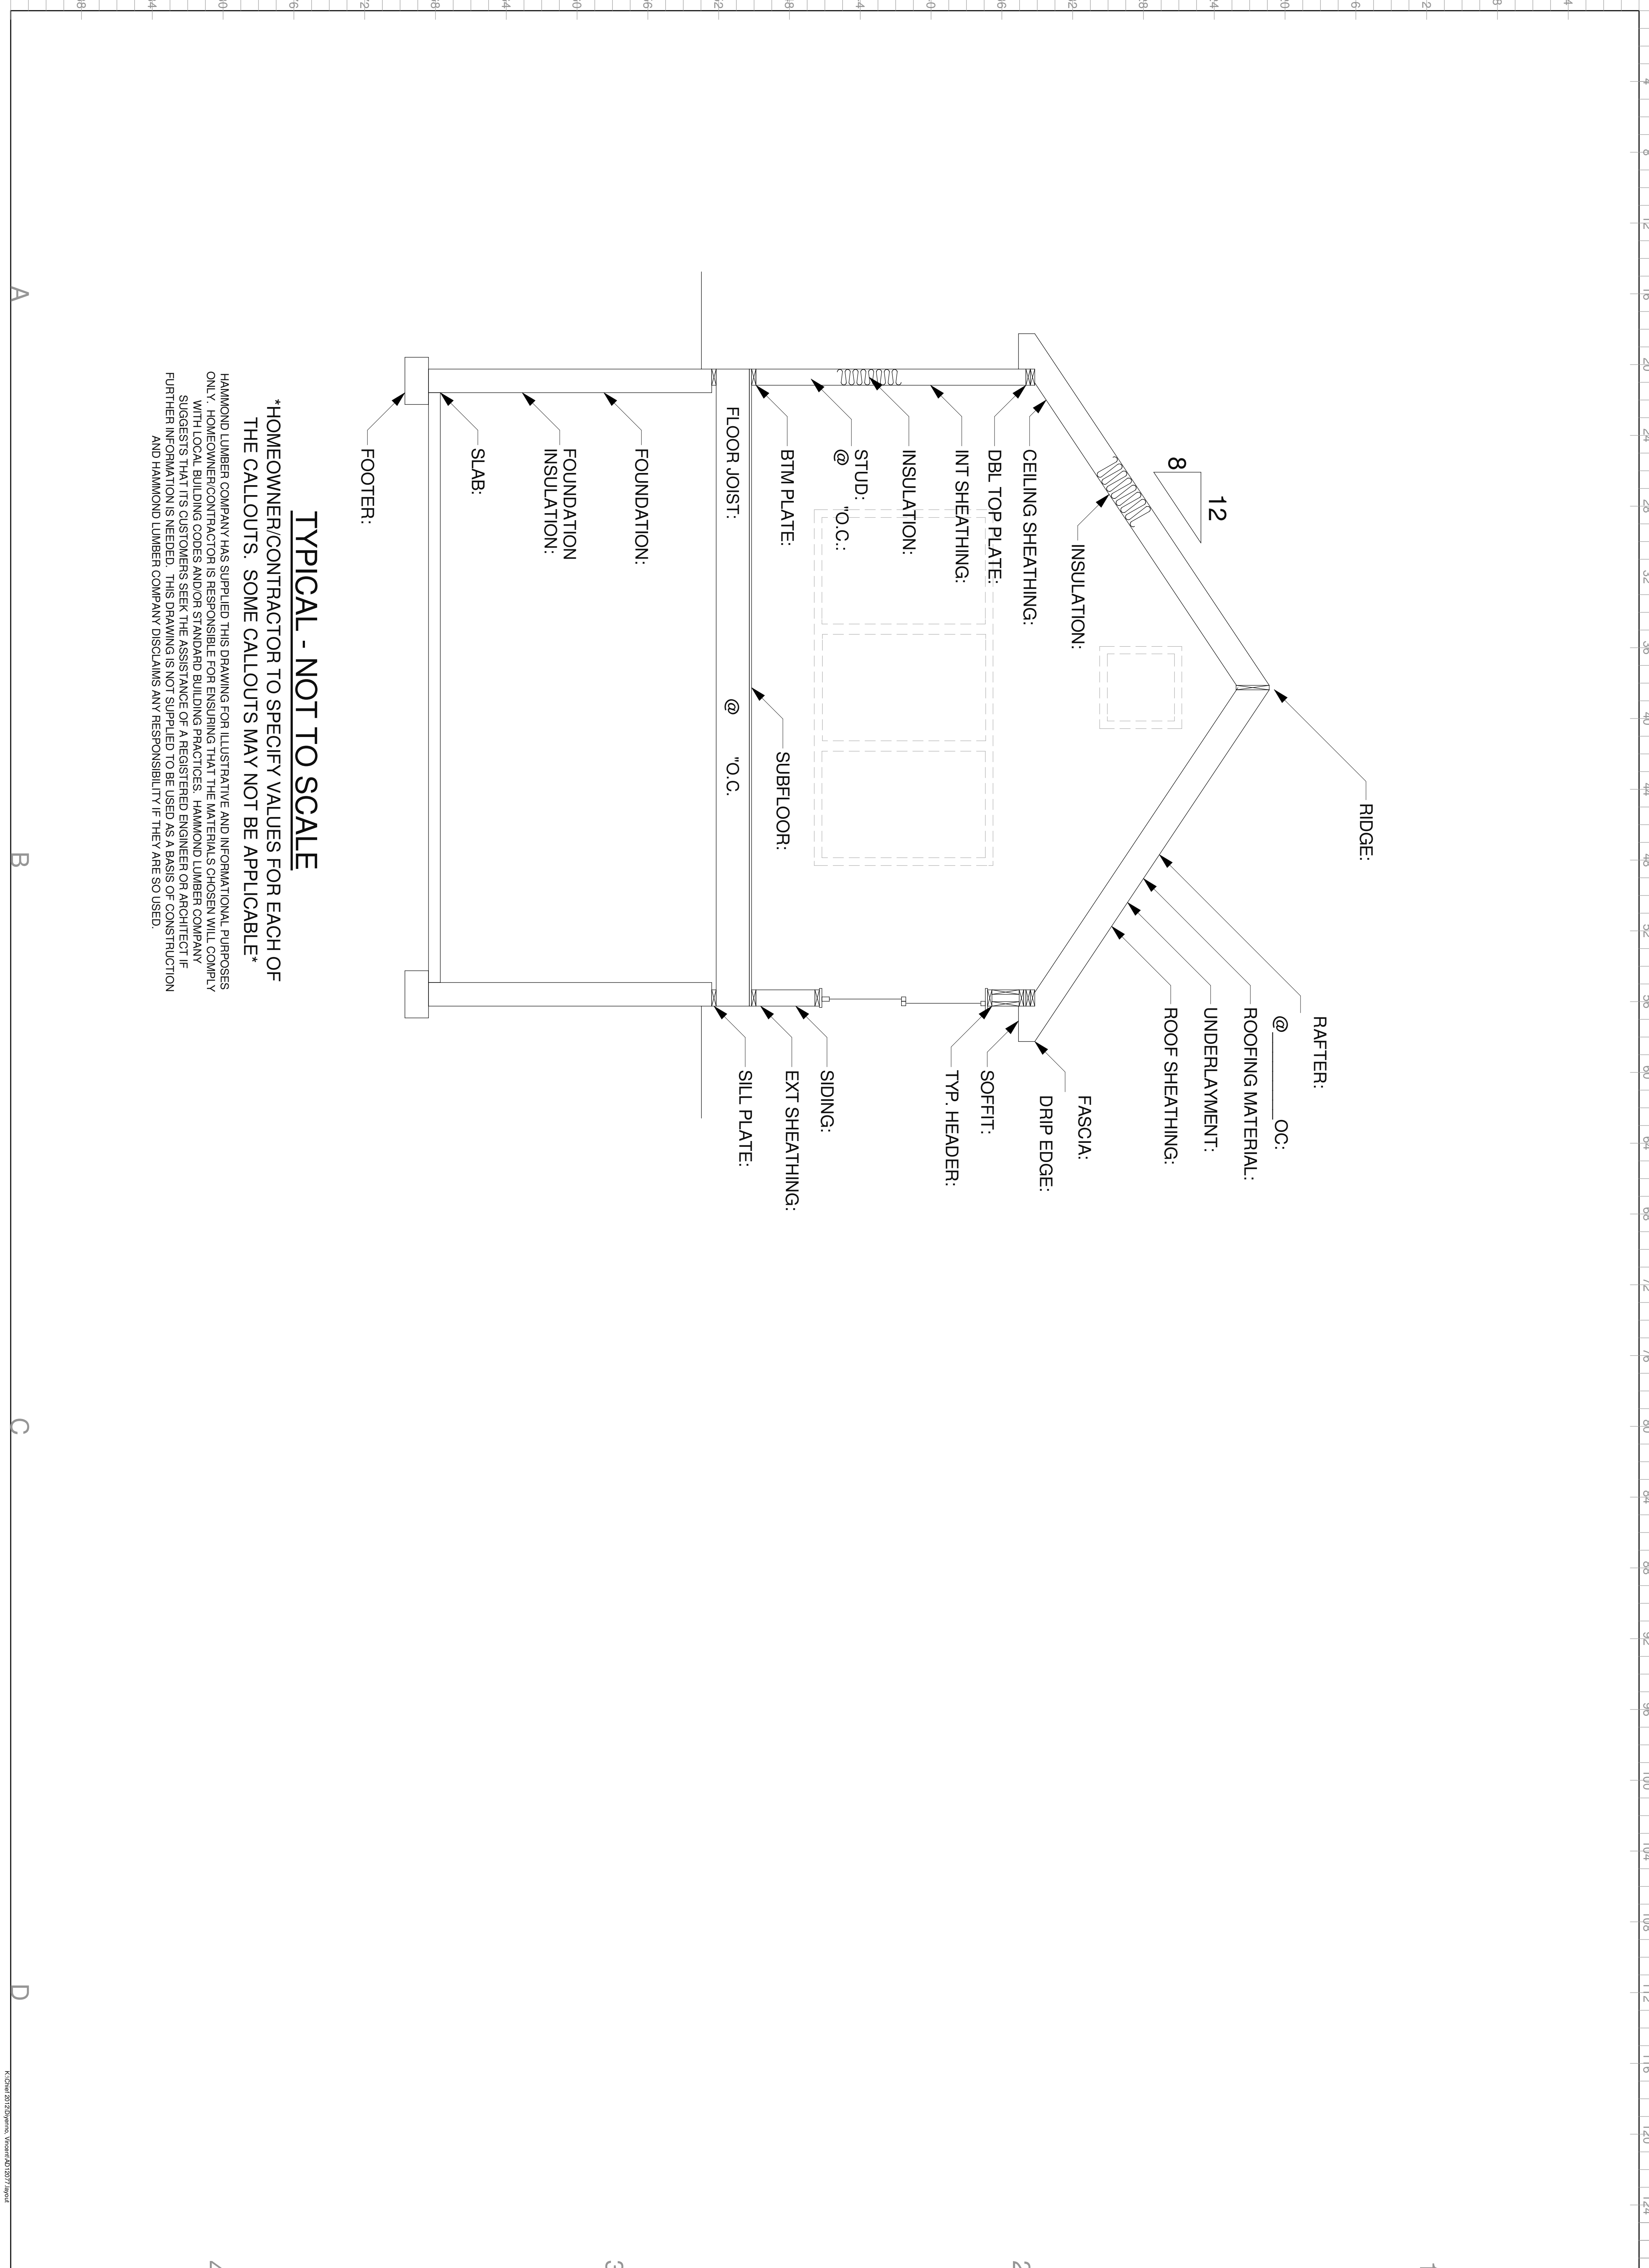 RIDGE:
RAFTER:
@ ______ OC:
ROOFING MATERIAL:
UNDERLAYMENT:
ROOF SHEATHING:
12
8
FASCIA:
DRIP EDGE:
SOFFIT:
TYP. HEADER:
SIDING:
EXT SHEATHING:
SILL PLATE:
INSULATION:
CEILING SHEATHING:
DBL TOP PLATE:
INT SHEATHING:
INSULATION:
STUD:
@ "O.C.:
BTM PLATE:
SUBFLOOR:
FLOOR JOIST: @ "O.C.
FOUNDATION:
FOUNDATION
INSULATION:
SLAB:
FOOTER:
TYPICAL - NOT TO SCALE
*HOMEOWNER/CONTRACTOR TO SPECIFY VALUES FOR EACH OF
THE CALLOUTS. SOME CALLOUTS MAY NOT BE APPLICABLE*
HAMMOND LUMBER COMPANY HAS SUPPLIED THIS DRAWING FOR ILLUSTRATIVE AND INFORMATIONAL PURPOSES
ONLY. HOMEOWNER/CONTRACTOR IS RESPONSIBLE FOR ENSURING THAT THE MATERIALS CHOSEN WILL COMPLY
WITH LOCAL BUILDING CODES AND/OR STANDARD BUILDING PRACTICES. HAMMOND LUMBER COMPANY
SUGGESTS THAT ITS CUSTOMERS SEEK THE ASSISTANCE OF A REGISTERED ENGINEER OR ARCHITECT IF
FURTHER INFORMATION IS NEEDED. THIS DRAWING IS NOT SUPPLIED TO BE USED AS A BASIS OF CONSTRUCTION
AND HAMMOND LUMBER COMPANY DISCLAIMS ANY RESPONSIBILITY IF THEY ARE SO USED.
A B C D